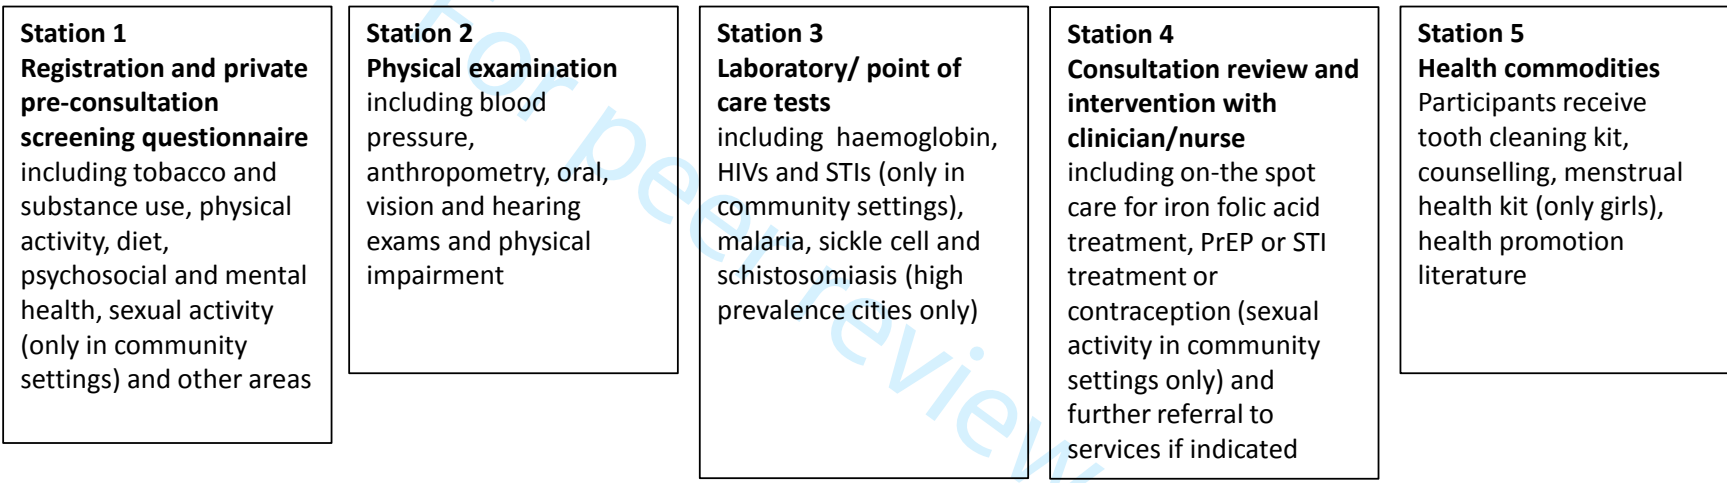 Station 1
Registration and private
pre-consultation
screening questionnaire
including tobacco and
substance use, physical
activity, diet,
psychosocial and mental
health, sexual activity
(only in community
settings) and other areas
Station 2
Physical examination
including blood
pressure,
anthropometry, oral,
vision and hearing
exams and physical
impairment
Station 3
Laboratory/ point of
care tests
including  haemoglobin,
HIVs and STIs (only in
community settings),
malaria, sickle cell and
schistosomiasis (high
prevalence cities only)
Station 4
Consultation review and
intervention with
clinician/nurse
including on-the spot
care for iron folic acid
treatment, PrEP or STI
treatment or
contraception (sexual
activity in community
settings only) and
further referral to
services if indicated
Station 5
Health commodities
Participants receive
tooth cleaning kit,
counselling, menstrual
health kit (only girls),
health promotion
literature
For peer review